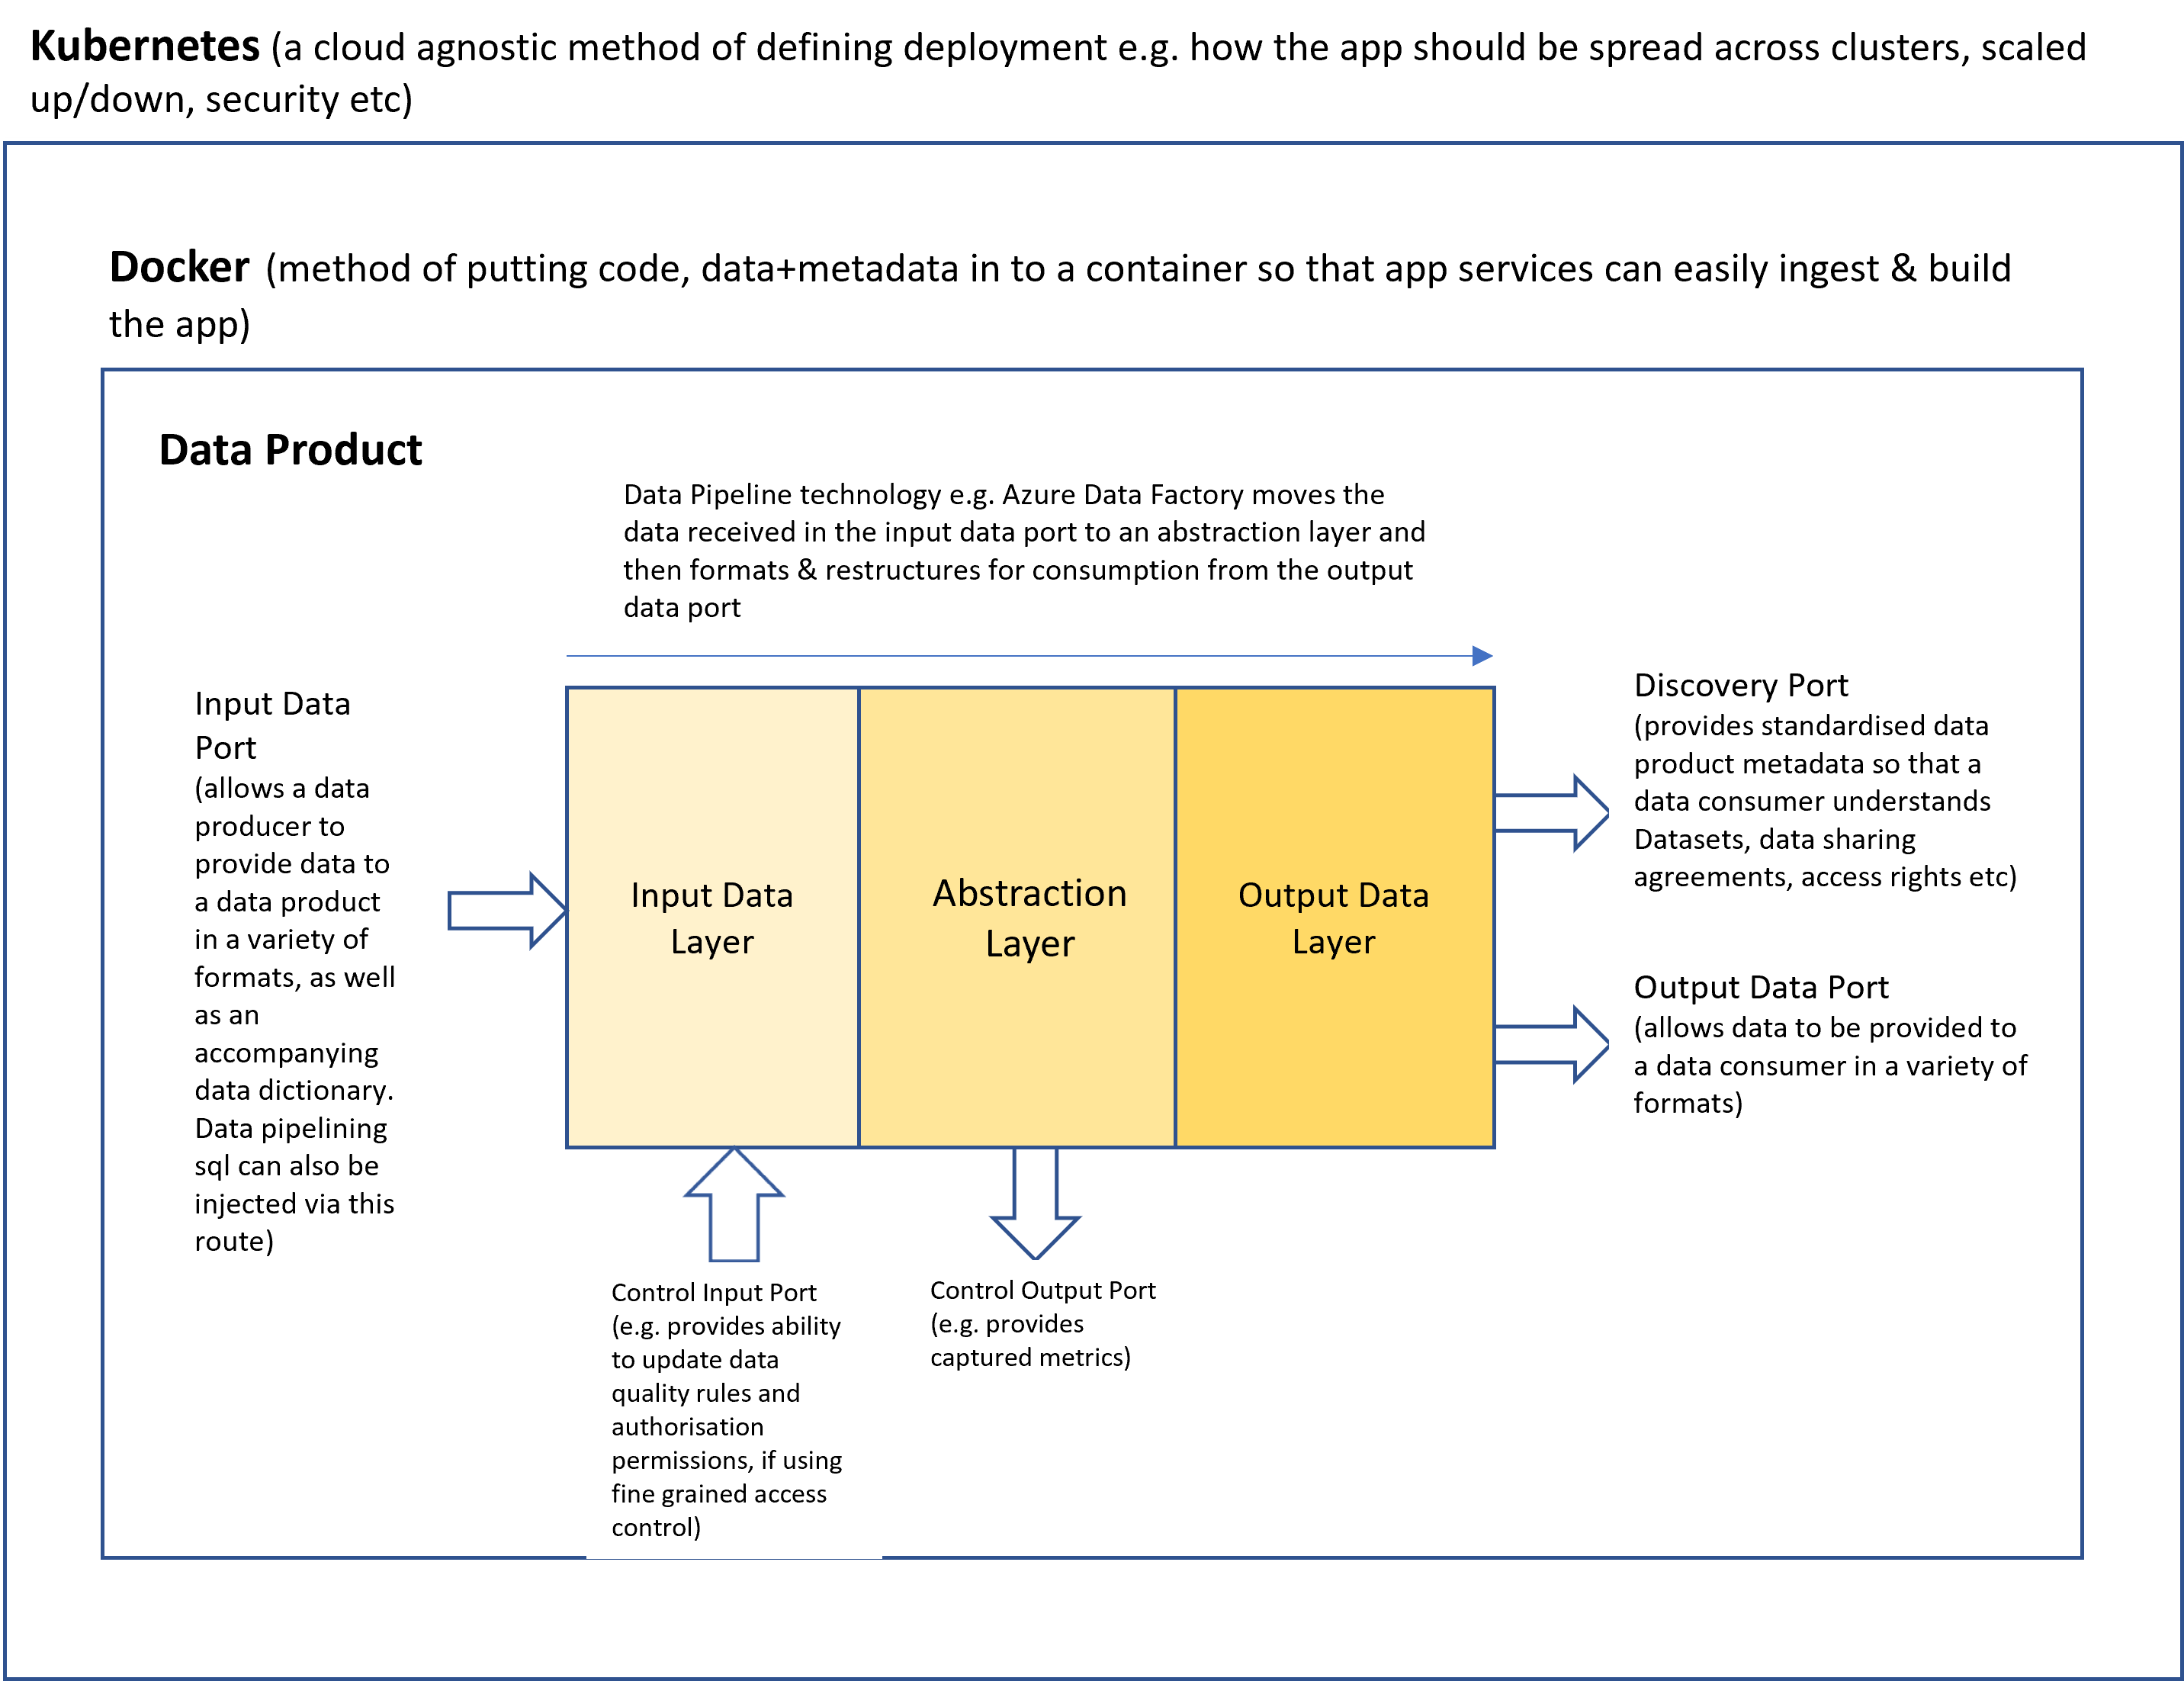 Kubernetes (a cloud agnostic method of defining deployment e.g. how the app should be spread across clusters, scaled
up/down, security etc)
Docker (method of putting code, data+metadata in to a container so that app services can easily ingest & build
the app)
Data Product
Data Pipeline technology e.g. Azure Data Factory moves the
data received in the input data port to an abstraction layer and
then formats & restructures for consumption from the output
data port
Input Data
Port
(allows a data
producer to
provide data to
a data product
in a variety of
formats, as well
as an
accompanying
data dictionary.
Data pipelining
sql can also be
injected via this
route)
Input Data
Layer
Abstraction
Layer
Output Data
Layer
Discovery Port
(provides standardised data
product metadata so that a
data consumer understands
Datasets, data sharing
agreements, access rights etc)
Output Data Port
(allows data to be provided to
a data consumer in a variety of
formats)
Control Input Port
(e.g. provides ability
to update data
quality rules and
authorisation
permissions, if using
fine grained access
control)
Control Output Port
(e.g. provides
captured metrics)